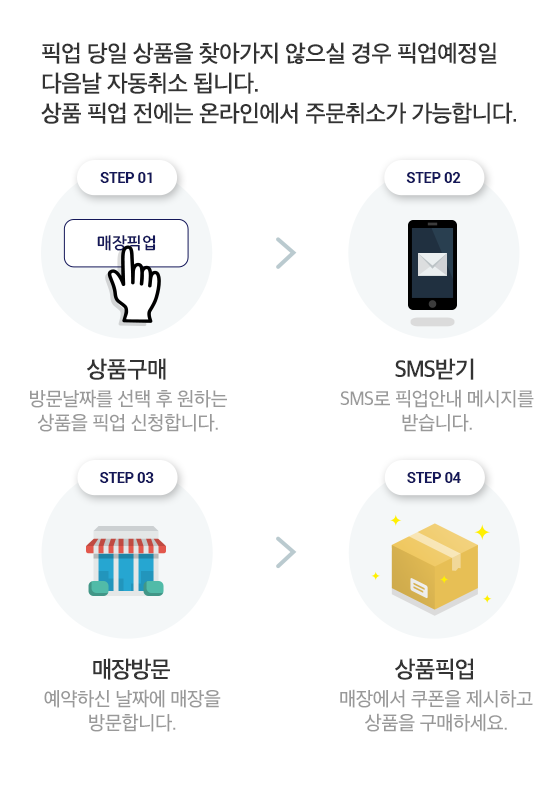 픽업 당일 상품을 찾아가지 않으실 경우 픽업예정일
다음날 자동취소 됩니다.
상품 픽업 전에는 온라인에서 주문취소가 가능합니다.
STEP 01
매장픽업
상품구매
방문날짜를 선택 후 원하는
상품을 픽업 신청합니다.
STEP 02
SMS받기
SMS로 픽업안내 메시지를
받습니다.
STEP 03
매장방문
예약하신 날짜에 매장을
방문합니다.
STEP 04
상품픽업
매장에서 쿠폰을 제시하고
상품을 구매하세요.